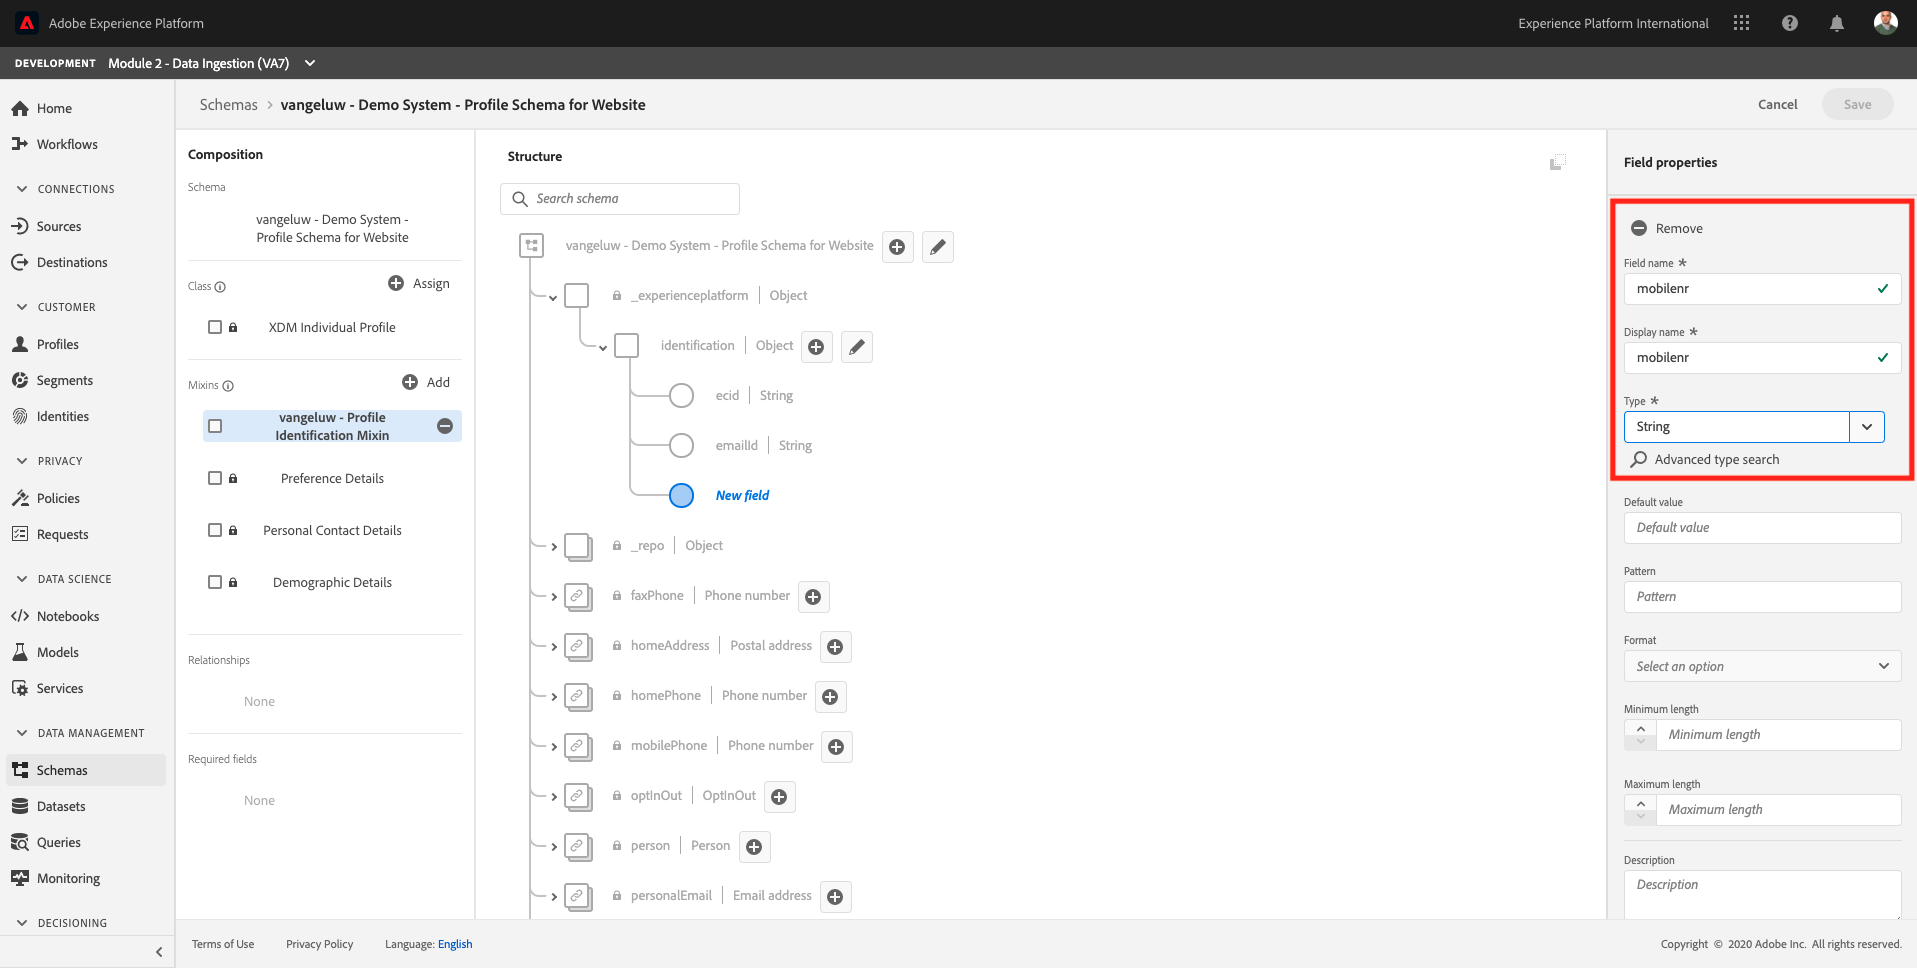 Adobe Experience Platform
Experience Platform International
DEVELOPMENT Module 2 - Data Ingestion (VA7)
Home
Workflows
CONNECTIONS
Sources
Destinations
CUSTOMER
Profiles
Segments
Identities
PRIVACY
Policies
Requests
DATA SCIENCE
Notebooks
Models
Services
DATA MANAGEMENT
Schemas
Datasets
Queries
Monitoring
DECISIONING
Schemas > vangeluw - Demo System - Profile Schema for Website
Cancel
Save
Composition
Schema
vangeluw - Demo System -
Profile Schema for Website
Class
Assign
XDM Individual Profile
Mixins
Add
vangeluw - Profile
Identification Mixin
Preference Details
Personal Contact Details
Demographic Details
Relationships
None
Required fields
None
Structure
Search schema
vangeluw - Demo System - Profile Schema for Website
_experienceplatform | Object
identification | Object
ecid | String
emailId | String
New field
_repo | Object
faxPhone | Phone number
homeAddress | Postal address
homePhone | Phone number
mobilePhone | Phone number
optInOut | OptInOut
person | Person
personalEmail | Email address
Field properties
Remove
Field name *
mobilenr
Display name *
mobilenr
Type *
String
Advanced type search
Default value
Default value
Pattern
Pattern
Format
Select an option
Minimum length
Minimum length
Maximum length
Maximum length
Description
Description
Terms of Use
Privacy Policy
Language: English
Copyright © 2020 Adobe Inc. All rights reserved.